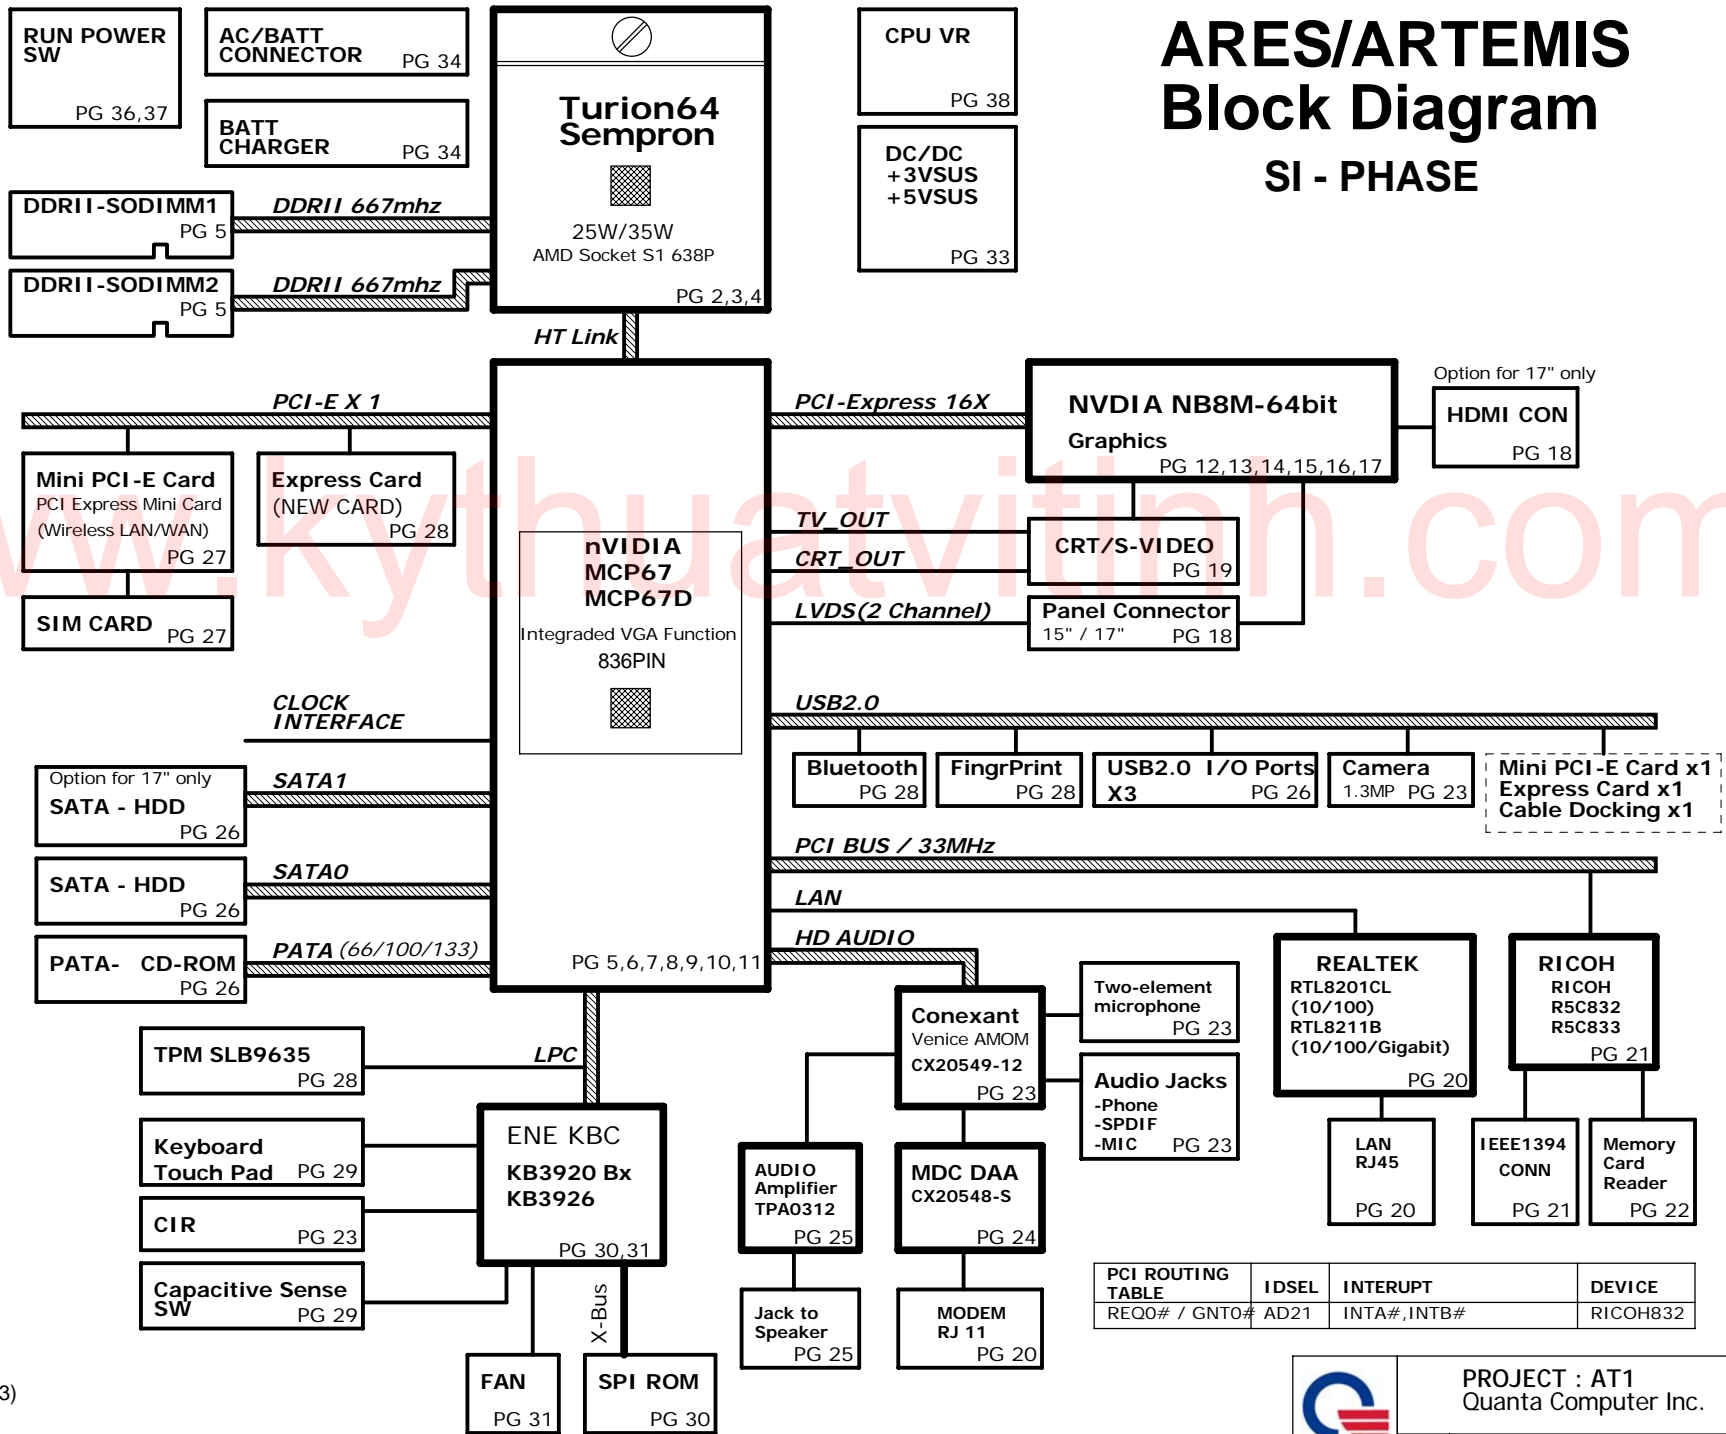 ARES/ARTEMIS
Block Diagram
SI - PHASE
RUN POWER
SW
PG 36,37
AC/BATT
CONNECTOR
PG 34
BATT
CHARGER
PG 34
Turion64
Sempron
25W/35W
AMD Socket S1 638P
PG 2,3,4
CPU VR
PG 38
DC/DC
+3VSUS
+5VSUS
PG 33
DDRII-SODIMM1
PG 5
DDRII 667mhz
DDRII-SODIMM2
PG 5
DDRII 667mhz
HT Link
PCI-E X 1
PCI-Express 16X
NVDIA NB8M-64bit
Graphics
PG 12,13,14,15,16,17
Option for 17" only
HDMI CON
PG 18
Mini PCI-E Card
PCI Express Mini Card
(Wireless LAN/WAN)
PG 27
Express Card
(NEW CARD)
PG 28
SIM CARD
PG 27
www.kythuatvitinh.com
nVIDIA
MCP67
MCP67D
Integraded VGA Function
836PIN
PG 5,6,7,8,9,10,11
TV_OUT
CRT_OUT
CRT/S-VIDEO
PG 19
LVDS(2 Channel)
Panel Connector
15" / 17"
PG 18
CLOCK
INTERFACE
USB2.0
Bluetooth
PG 28
FingrPrint
PG 28
USB2.0 I/O Ports
X3
PG 26
Camera
1.3MP PG 23
Mini PCI-E Card x1
Express Card x1
Cable Docking x1
Option for 17" only
SATA - HDD
PG 26
SATA1
SATA - HDD
PG 26
SATA0
PATA- CD-ROM
PG 26
PATA (66/100/133)
PCI BUS / 33MHz
LAN
HD AUDIO
REALTEK
RTL8201CL
(10/100)
RTL8211B
(10/100/Gigabit)
PG 20
RICOH
RICOH
R5C832
R5C833
PG 21
Conexant
Venice AMOM
CX20549-12
PG 23
Two-element
microphone
PG 23
Audio Jacks
-Phone
-SPDIF
-MIC
PG 23
TPM SLB9635
PG 28
LPC
ENE KBC
KB3920 Bx
KB3926
PG 30,31
Keyboard
Touch Pad
PG 29
CIR
PG 23
Capacitive Sense
SW
PG 29
AUDIO
Amplifier
TPA0312
PG 25
MDC DAA
CX20548-S
PG 24
LAN
RJ45
PG 20
IEEE1394
CONN
PG 21
Memory
Card
Reader
PG 22
X-Bus
FAN
PG 31
SPI ROM
PG 30
Jack to
Speaker
PG 25
MODEM
RJ 11
PG 20
PCI ROUTING
TABLE
IDSEL
INTERUPT
DEVICE
REQ0# / GNT0#
AD21
INTA#,INTB#
RICOH832
3)
PROJECT : AT1
Quanta Computer Inc.